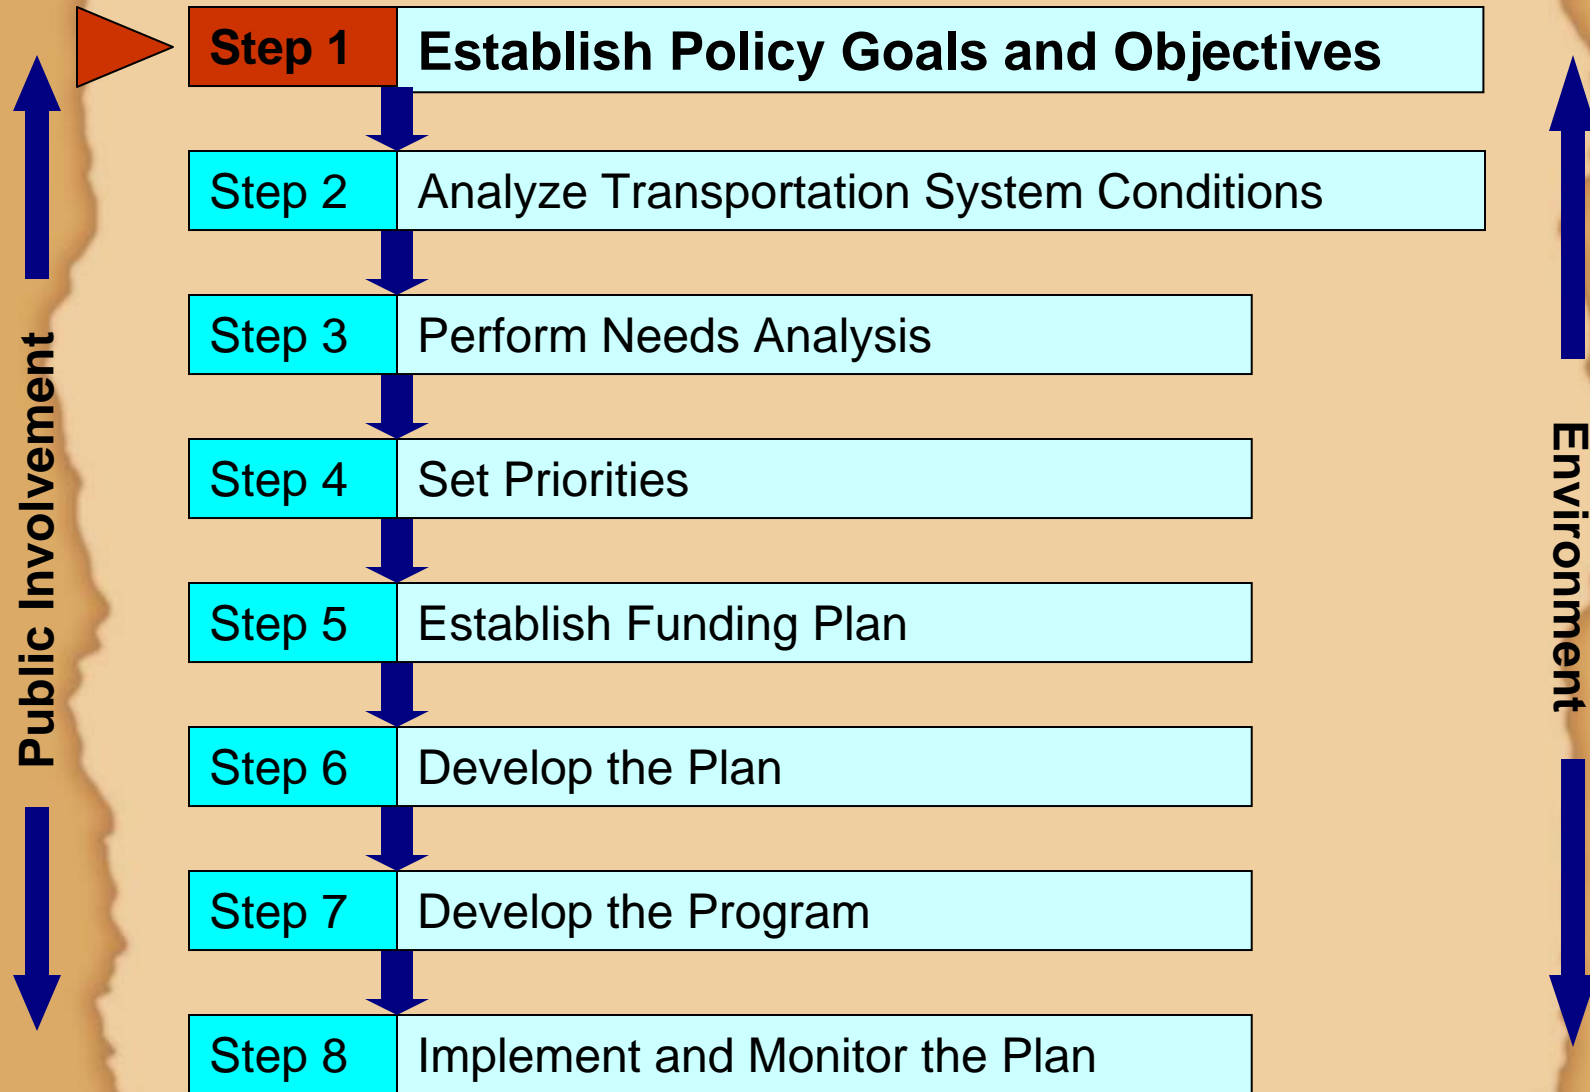 Step 1 Establish Policy Goals and Objectives
Step 2 Analyze Transportation System Conditions
Step 3 Perform Needs Analysis
Step 4 Set Priorities
Step 5 Establish Funding Plan
Step 6 Develop the Plan
Step 7 Develop the Program
Step 8 Implement and Monitor the Plan
Public Involvement
Environment